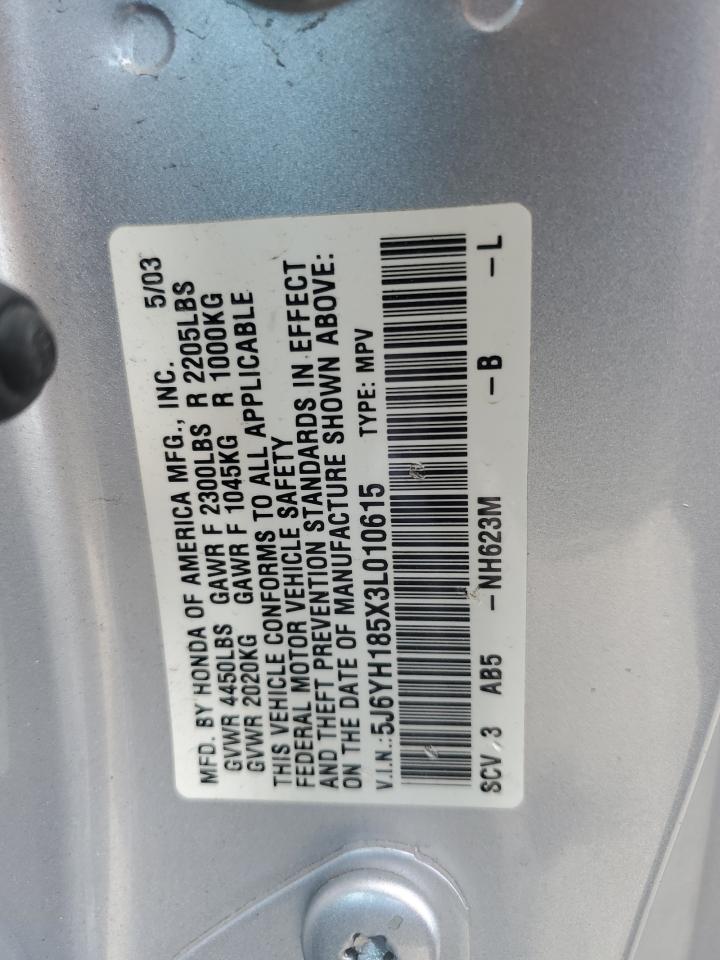 MFD. BY HONDA OF AMERICA MFG., INC. 5/03
GVWR 4450LBS GAWR F 2300LBS R 2205LBS
GVWR 2020KG GAWR F 1045KG R 1000KG
THIS VEHICLE CONFORMS TO ALL APPLICABLE
FEDERAL MOTOR VEHICLE SAFETY
AND THEFT PREVENTION STANDARDS IN EFFECT
ON THE DATE OF MANUFACTURE SHOWN ABOVE:
V.I.N.:5J6YH185X3L010615 TYPE: MPV
SCV 3 AB5 -NH623M -B -L